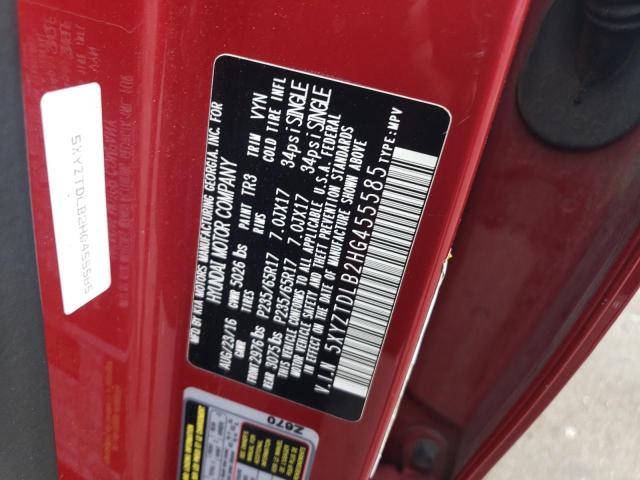 MFD BY KIA MOTORS MANUFACTURING GEORGIA, INC. FOR
HYUNDAI MOTOR COMPANY
AUG/23/16 GVWR 5026 lbs PAINT TR3 TRIM VYN
GAWR TIRES RIMS COLD TIRE INFL
FRONT 2976 lbs P235/65R17 7.0JX17 34psi SINGLE
REAR 3075 lbs P235/65R17 7.0JX17 34psi SINGLE
THIS VEHICLE CONFORMS TO ALL APPLICABLE U.S.A. FEDERAL
MOTOR VEHICLE SAFETY AND THEFT PREVENTION STANDARDS
IN EFFECT ON THE DATE OF MANUFACTURE SHOWN ABOVE
V.I.N 5XYZTDLB2HG455585 TYPE:MPV
5XYZTDLB2HG455585
Z670